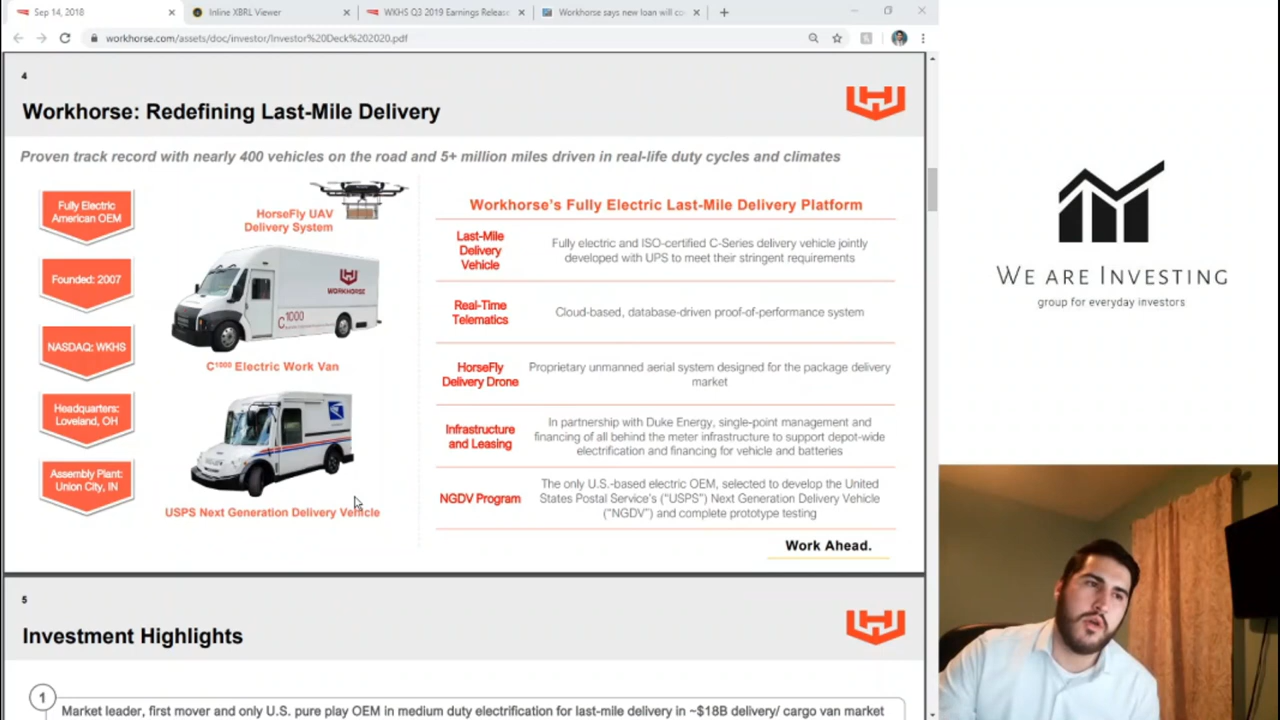 Sep 14, 2018
Inline XBRL Viewer
WKHS Q3 2019 Earnings Release
Workhorse says new loan will co
workhorse.com/assets/doc/investor/Investor%20Deck%202020.pdf
4
Workhorse: Redefining Last-Mile Delivery
Proven track record with nearly 400 vehicles on the road and 5+ million miles driven in real-life duty cycles and climates
Fully Electric
American OEM
Founded: 2007
NASDAQ: WKHS
Headquarters:
Loveland, OH
Assembly Plant:
Union City, IN
HorseFly UAV
Delivery System
WORKHORSE
C1000
C1000 Electric Work Van
USPS Next Generation Delivery Vehicle
Workhorse's Fully Electric Last-Mile Delivery Platform
Last-Mile
Delivery
Vehicle
Fully electric and ISO-certified C-Series delivery vehicle jointly
developed with UPS to meet their stringent requirements
Real-Time
Telematics
Cloud-based, database-driven proof-of-performance system
HorseFly
Delivery Drone
Proprietary unmanned aerial system designed for the package delivery
market
Infrastructure
and Leasing
In partnership with Duke Energy, single-point management and
financing of all behind the meter infrastructure to support depot-wide
electrification and financing for vehicle and batteries
NGDV Program
The only U.S.-based electric OEM, selected to develop the United
States Postal Service's ("USPS") Next Generation Delivery Vehicle
("NGDV") and complete prototype testing
Work Ahead.
5
Investment Highlights
1
Market leader, first mover and only U.S. pure play OEM in medium duty electrification for last-mile delivery in ~$18B delivery/ cargo van market
WE ARE INVESTING
group for everyday investors